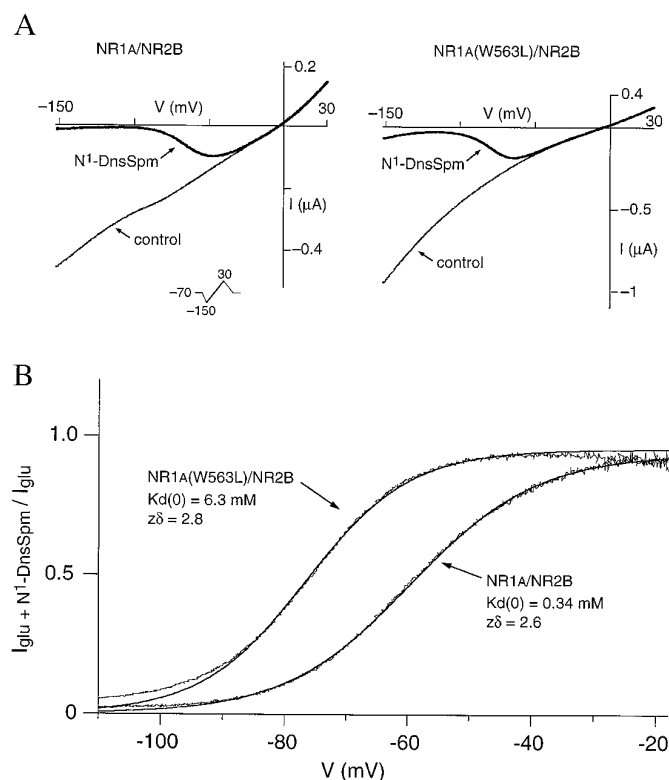 A
NR1A/NR2B
0.2
-150
V (mV)
30
N¹-DnsSpm
I (µA)
control
-0.4
30
-70
-150
NR1A(W563L)/NR2B
0.4
-150
V (mV)
30
N¹-DnsSpm
-0.5
I (µA)
control
-1
B
I glu + N¹-DnsSpm / I glu
1.0
0.5
0
NR1A(W563L)/NR2B
Kd(0) = 6.3 mM
zδ = 2.8
NR1A/NR2B
Kd(0) = 0.34 mM
zδ = 2.6
-100
-80
-60
-40
-20
V (mV)